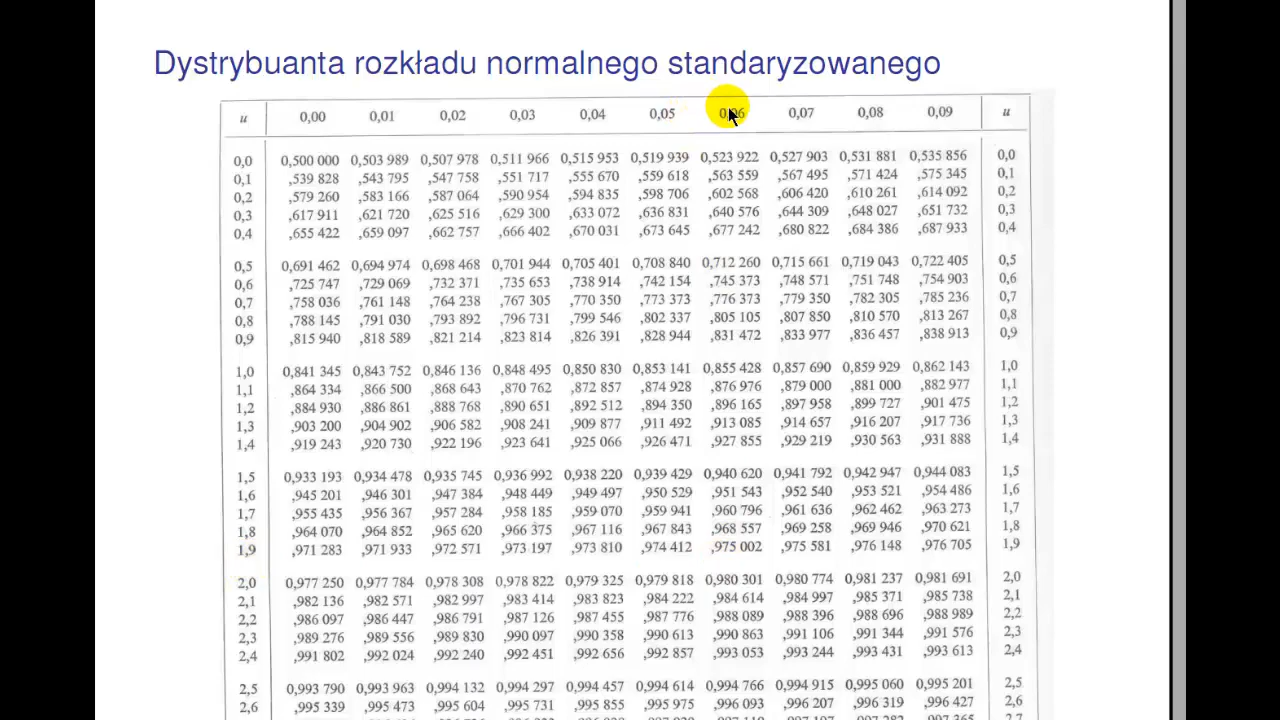 Dystrybuanta rozkładu normalnego standaryzowanego
u 0,00 0,01 0,02 0,03 0,04 0,05 0,06 0,07 0,08 0,09 u
0,0 0,500 000 0,503 989 0,507 978 0,511 966 0,515 953 0,519 939 0,523 922 0,527 903 0,531 881 0,535 856 0,0
0,1 ,539 828 ,543 795 ,547 758 ,551 717 ,555 670 ,559 618 ,563 559 ,567 495 ,571 424 ,575 345 0,1
0,2 ,579 260 ,583 166 ,587 064 ,590 954 ,594 835 ,598 706 ,602 568 ,606 420 ,610 261 ,614 092 0,2
0,3 ,617 911 ,621 720 ,625 516 ,629 300 ,633 072 ,636 831 ,640 576 ,644 309 ,648 027 ,651 732 0,3
0,4 ,655 422 ,659 097 ,662 757 ,666 402 ,670 031 ,673 645 ,677 242 ,680 822 ,684 386 ,687 933 0,4
0,5 0,691 462 0,694 974 0,698 468 0,701 944 0,705 401 0,708 840 0,712 260 0,715 661 0,719 043 0,722 405 0,5
0,6 ,725 747 ,729 069 ,732 371 ,735 653 ,738 914 ,742 154 ,745 373 ,748 571 ,751 748 ,754 903 0,6
0,7 ,758 036 ,761 148 ,764 238 ,767 305 ,770 350 ,773 373 ,776 373 ,779 350 ,782 305 ,785 236 0,7
0,8 ,788 145 ,791 030 ,793 892 ,796 731 ,799 546 ,802 337 ,805 105 ,807 850 ,810 570 ,813 267 0,8
0,9 ,815 940 ,818 589 ,821 214 ,823 814 ,826 391 ,828 944 ,831 472 ,833 977 ,836 457 ,838 913 0,9
1,0 0,841 345 0,843 752 0,846 136 0,848 495 0,850 830 0,853 141 0,855 428 0,857 690 0,859 929 0,862 143 1,0
1,1 ,864 334 ,866 500 ,868 643 ,870 762 ,872 857 ,874 928 ,876 976 ,879 000 ,881 000 ,882 977 1,1
1,2 ,884 930 ,886 861 ,888 768 ,890 651 ,892 512 ,894 350 ,896 165 ,897 958 ,899 727 ,901 475 1,2
1,3 ,903 200 ,904 902 ,906 582 ,908 241 ,909 877 ,911 492 ,913 085 ,914 657 ,916 207 ,917 736 1,3
1,4 ,919 243 ,920 730 ,922 196 ,923 641 ,925 066 ,926 471 ,927 855 ,929 219 ,930 563 ,931 888 1,4
1,5 0,933 193 0,934 478 0,935 745 0,936 992 0,938 220 0,939 429 0,940 620 0,941 792 0,942 947 0,944 083 1,5
1,6 ,945 201 ,946 301 ,947 384 ,948 449 ,949 497 ,950 529 ,951 543 ,952 540 ,953 521 ,954 486 1,6
1,7 ,955 435 ,956 367 ,957 284 ,958 185 ,959 070 ,959 941 ,960 796 ,961 636 ,962 462 ,963 273 1,7
1,8 ,964 070 ,964 852 ,965 620 ,966 375 ,967 116 ,967 843 ,968 557 ,969 258 ,969 946 ,970 621 1,8
1,9 ,971 283 ,971 933 ,972 571 ,973 197 ,973 810 ,974 412 ,975 002 ,975 581 ,976 148 ,976 705 1,9
2,0 0,977 250 0,977 784 0,978 308 0,978 822 0,979 325 0,979 818 0,980 301 0,980 774 0,981 237 0,981 691 2,0
2,1 ,982 136 ,982 571 ,982 997 ,983 414 ,983 823 ,984 222 ,984 614 ,984 997 ,985 371 ,985 738 2,1
2,2 ,986 097 ,986 447 ,986 791 ,987 126 ,987 455 ,987 776 ,988 089 ,988 396 ,988 696 ,988 989 2,2
2,3 ,989 276 ,989 556 ,989 830 ,990 097 ,990 358 ,990 613 ,990 863 ,991 106 ,991 344 ,991 576 2,3
2,4 ,991 802 ,992 024 ,992 240 ,992 451 ,992 656 ,992 857 ,993 053 ,993 244 ,993 431 ,993 613 2,4
2,5 0,993 790 0,993 963 0,994 132 0,994 297 0,994 457 0,994 614 0,994 766 0,994 915 0,995 060 0,995 201 2,5
2,6 ,995 339 ,995 473 ,995 604 ,995 731 ,995 855 ,995 975 ,996 093 ,996 207 ,996 319 ,996 427 2,6